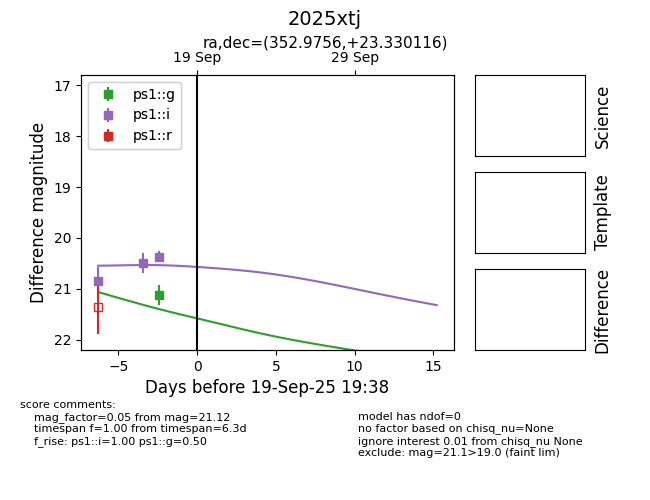 2025xtj
ra,dec=(352.9756,+23.330116)
19 Sep
29 Sep
ps1::g
ps1::i
ps1::r
17
18
19
20
21
22
Difference magnitude
−5
0
5
10
15
Days before 19-Sep-25 19:38
Science
Template
Difference
score comments:
mag_factor=0.05 from mag=21.12
timespan f=1.00 from timespan=6.3d
f_rise: ps1::i=1.00 ps1::g=0.50
model has ndof=0
no factor based on chisq_nu=None
ignore interest 0.01 from chisq_nu None
exclude: mag=21.1>19.0 (faint lim)